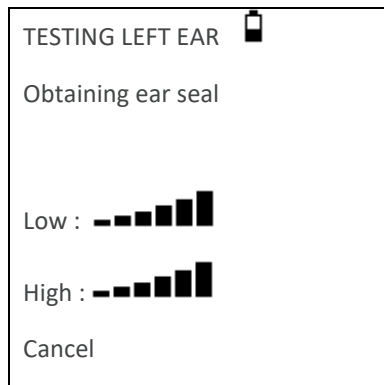 TESTING LEFT EAR
Obtaining ear seal
Low :
High :
Cancel